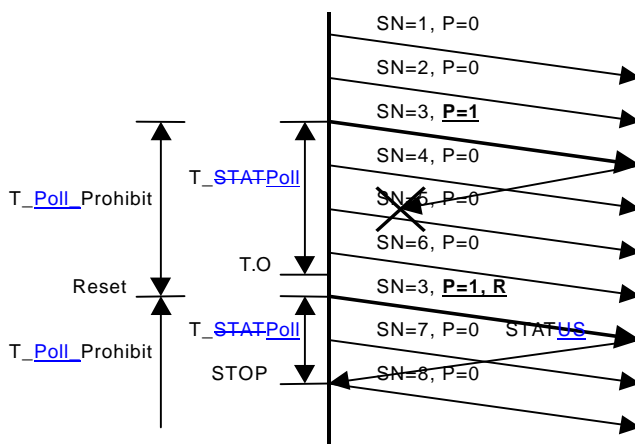 SN=1, P=0
SN=2, P=0
SN=3, P=1
T_STATPoll
SN=4, P=0
T_Poll_Prohibit
SN=5, P=0
SN=6, P=0
T.O
Reset
SN=3, P=1, R
T_STATPoll
SN=7, P=0
STATUS
T_Poll_Prohibit
STOP
SN=8, P=0